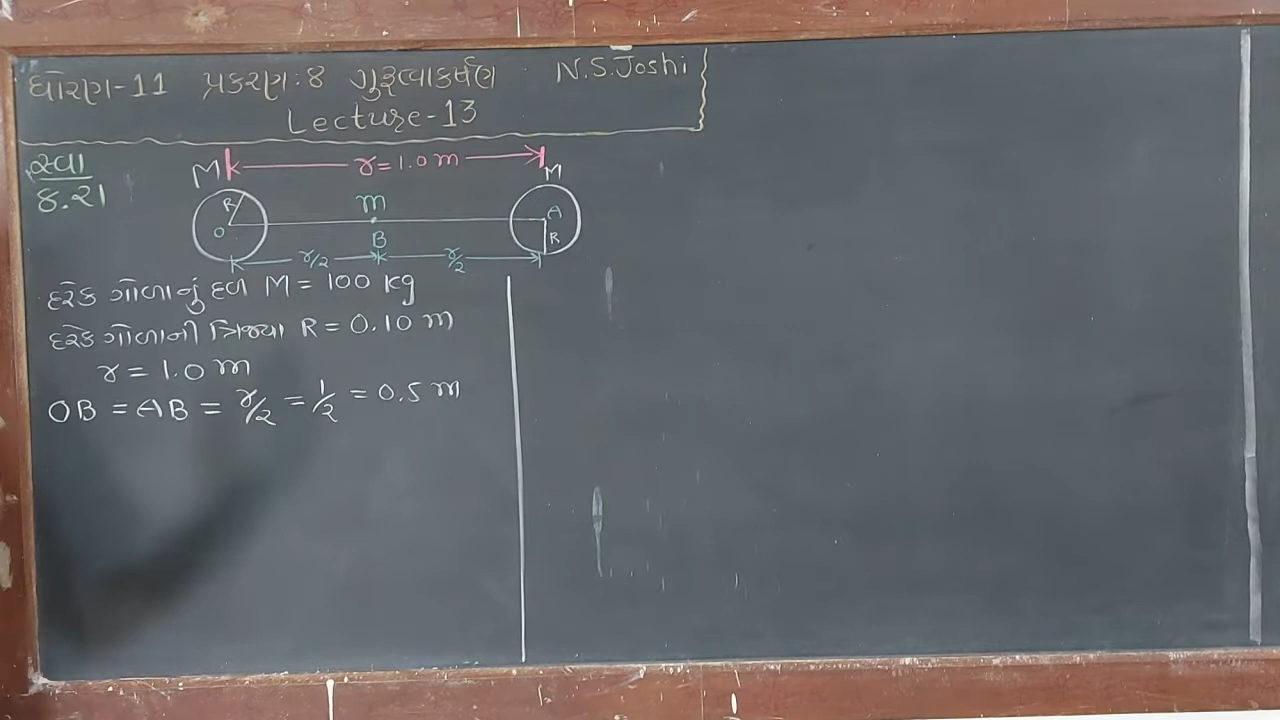 ધોરણ-11 પ્રકરણ:8 ગુરુત્વાકર્ષણ N.S.Joshi
Lecture-13
સ્વા
8.21
M r=1.0m M
R m A
O B R
r/2 r/2
દરેક ગોળાનું દળ M = 100 kg
દરેક ગોળાની ત્રિજ્યા R = 0.10 m
r = 1.0 m
OB = AB = r/2 = 1/2 = 0.5 m